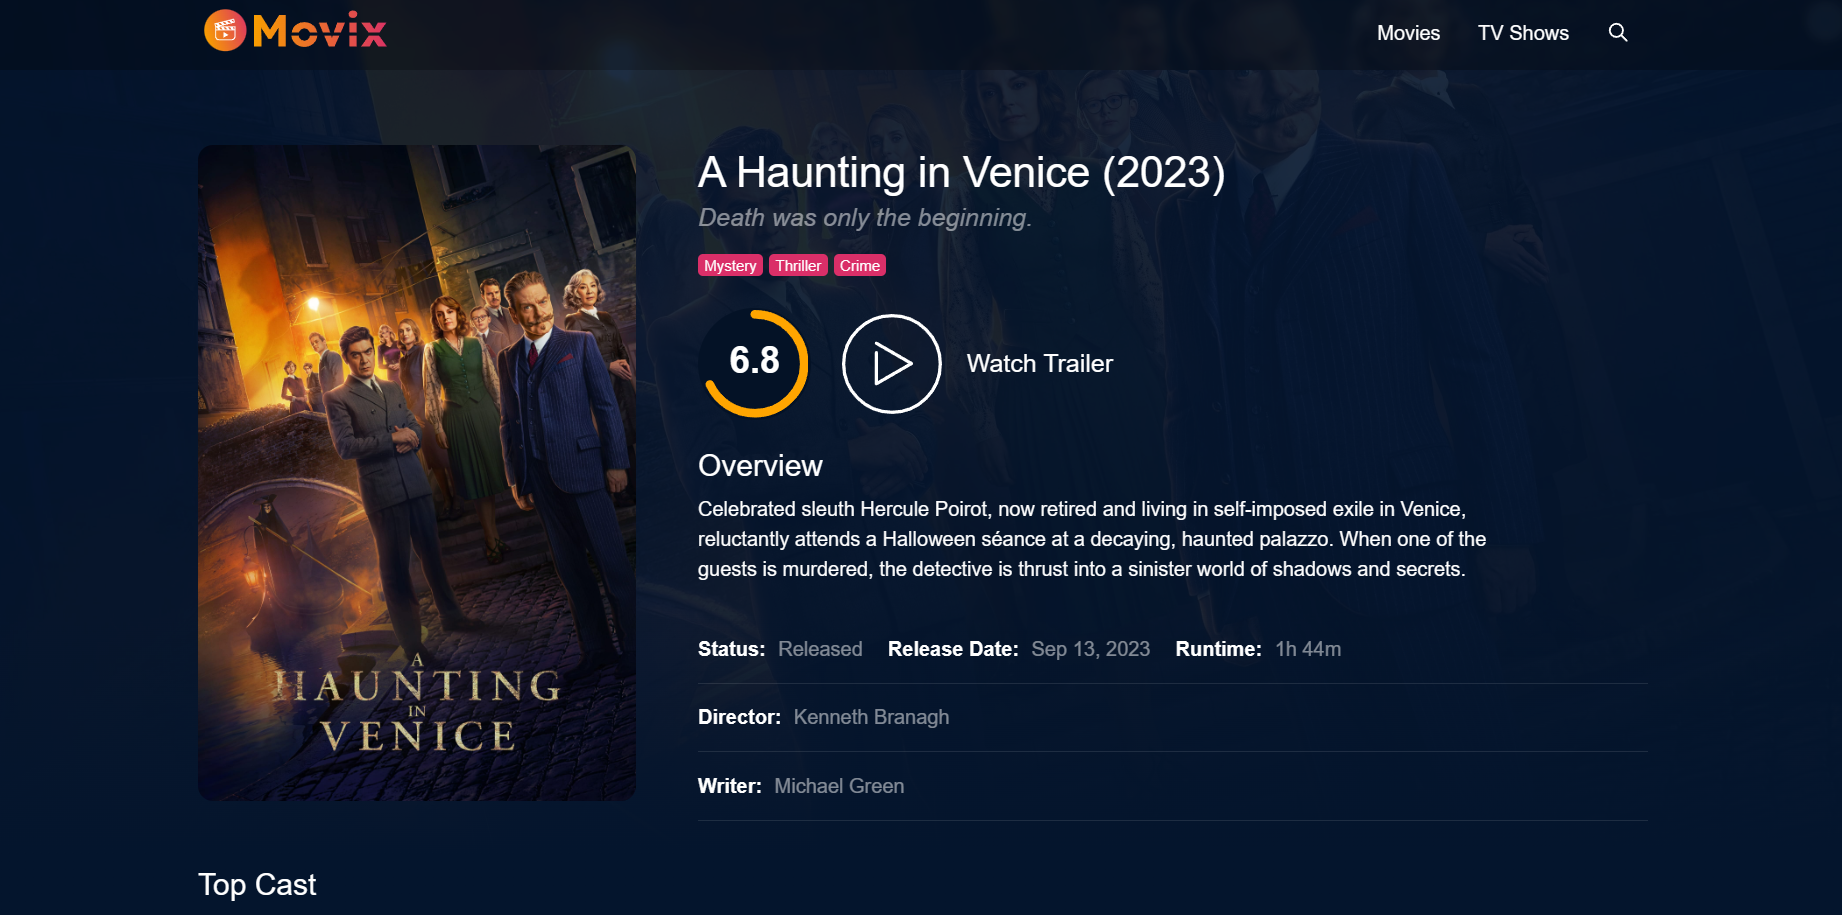 Movix
Movies
TV Shows
A Haunting in Venice (2023)
Death was only the beginning.
Mystery
Thriller
Crime
6.8
Watch Trailer
Overview
Celebrated sleuth Hercule Poirot, now retired and living in self-imposed exile in Venice,
reluctantly attends a Halloween séance at a decaying, haunted palazzo. When one of the
guests is murdered, the detective is thrust into a sinister world of shadows and secrets.
Status: Released Release Date: Sep 13, 2023 Runtime: 1h 44m
Director: Kenneth Branagh
Writer: Michael Green
A
HAUNTING
IN
VENICE
Top Cast